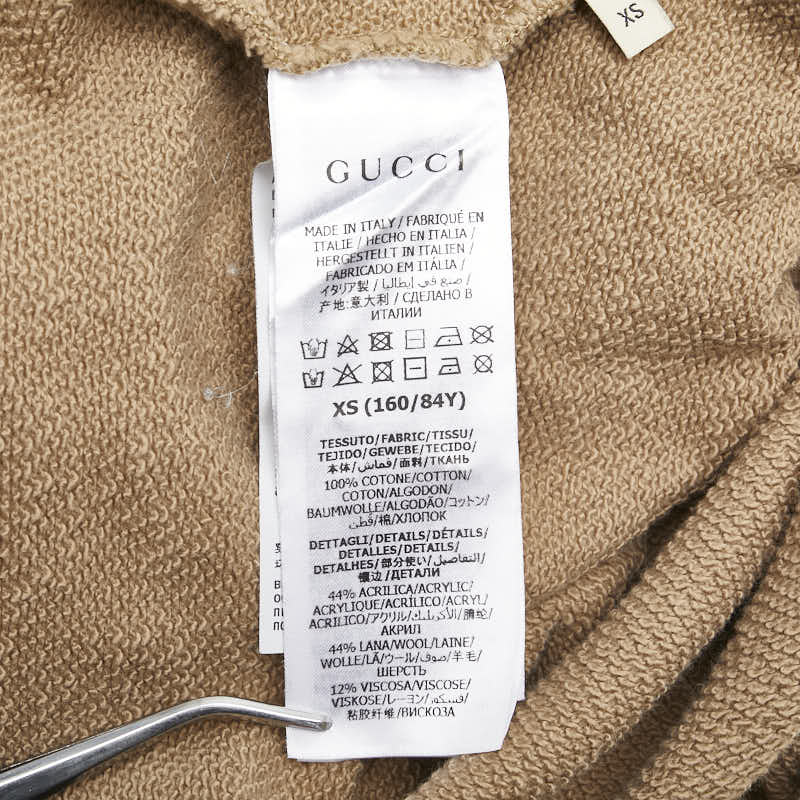 XS
GUCCI
MADE IN ITALY / FABRIQUÉ EN
ITALIE / HECHO EN ITALIA /
HERGESTELLT IN ITALIEN /
FABRICADO EM ITÁLIA /
イタリア製 / صنع في إيطاليا /
产地:意大利 / СДЕЛАНО В
ИТАЛИИ
XS (160/84Y)
TESSUTO/FABRIC/TISSU/
TEJIDO/GEWEBE/TECIDO/
本体/قماش/面料/ТКАНЬ
100% COTONE/COTTON/
COTON/ALGODON/
BAUMWOLLE/ALGODÃO/コットン/
قطن/棉/ХЛОПОК
DETTAGLI/DETAILS/DÉTAILS/
DETALLES/DETAILS/
DETALHES/部分使い/التفاصيل/
镶边/ДЕТАЛИ
44% ACRILICA/ACRYLIC/
ACRYLIQUE/ACRÍLICO/ACRYL/
ACRILICO/アクリル/الأكريليك/腈纶/
АКРИЛ
44% LANA/WOOL/LAINE/
WOLLE/LÃ/ウール/صوف/羊毛/
ШЕРСТЬ
12% VISCOSA/VISCOSE/
VISKOSE/レーヨン/فسكوز/
粘胶纤维/ВИСКОЗА